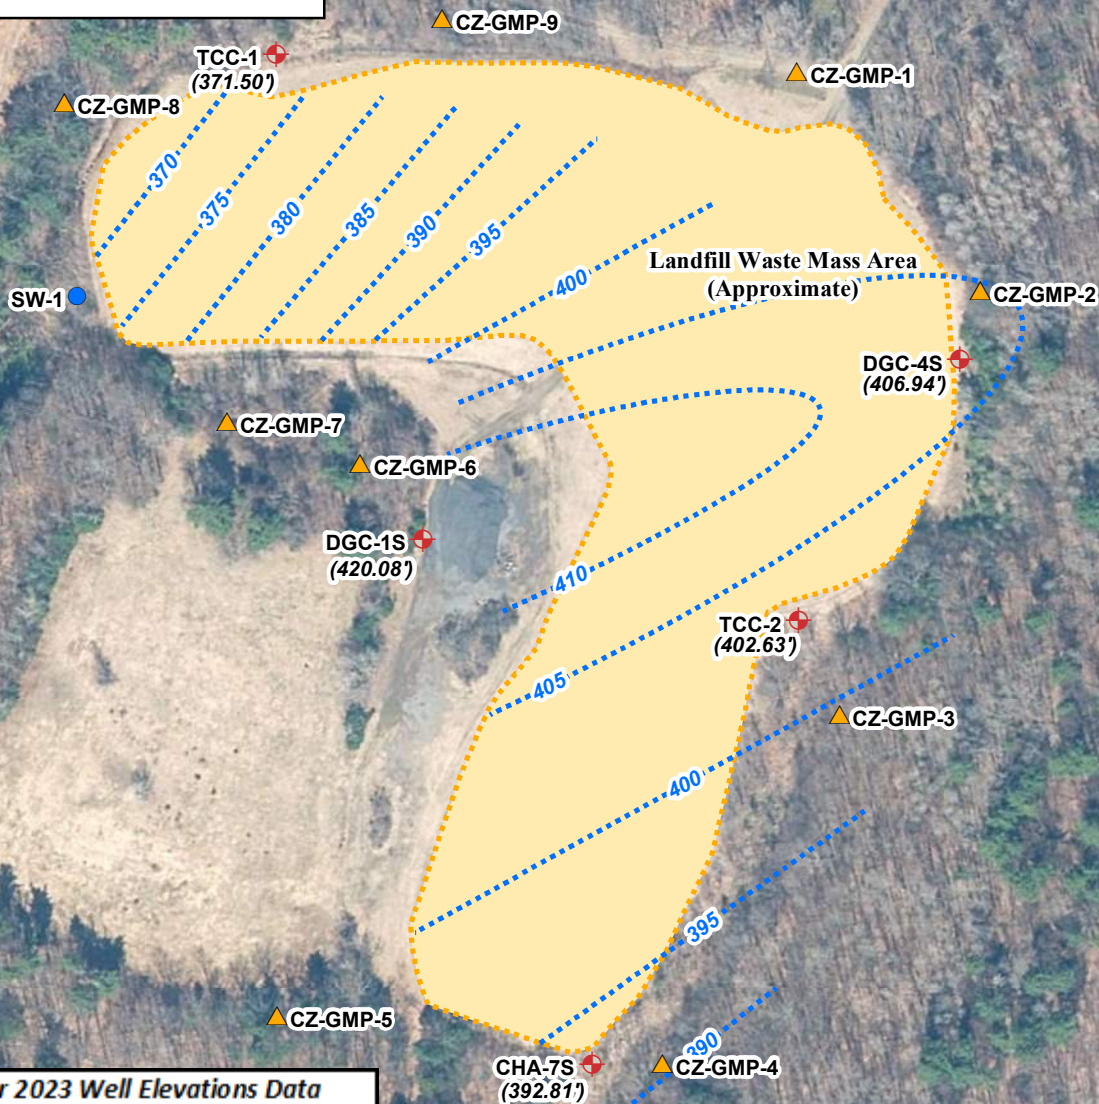 CZ-GMP-9
TCC-1
(371.50')
CZ-GMP-1
CZ-GMP-8
370
375
380
385
390
395
400
Landfill Waste Mass Area
(Approximate)
SW-1
CZ-GMP-2
DGC-4S
(406.94')
CZ-GMP-7
CZ-GMP-6
DGC-1S
(420.08')
410
TCC-2
(402.63')
405
CZ-GMP-3
400
395
CZ-GMP-5
390
CHA-7S
(392.81')
CZ-GMP-4
2023 Well Elevations Data